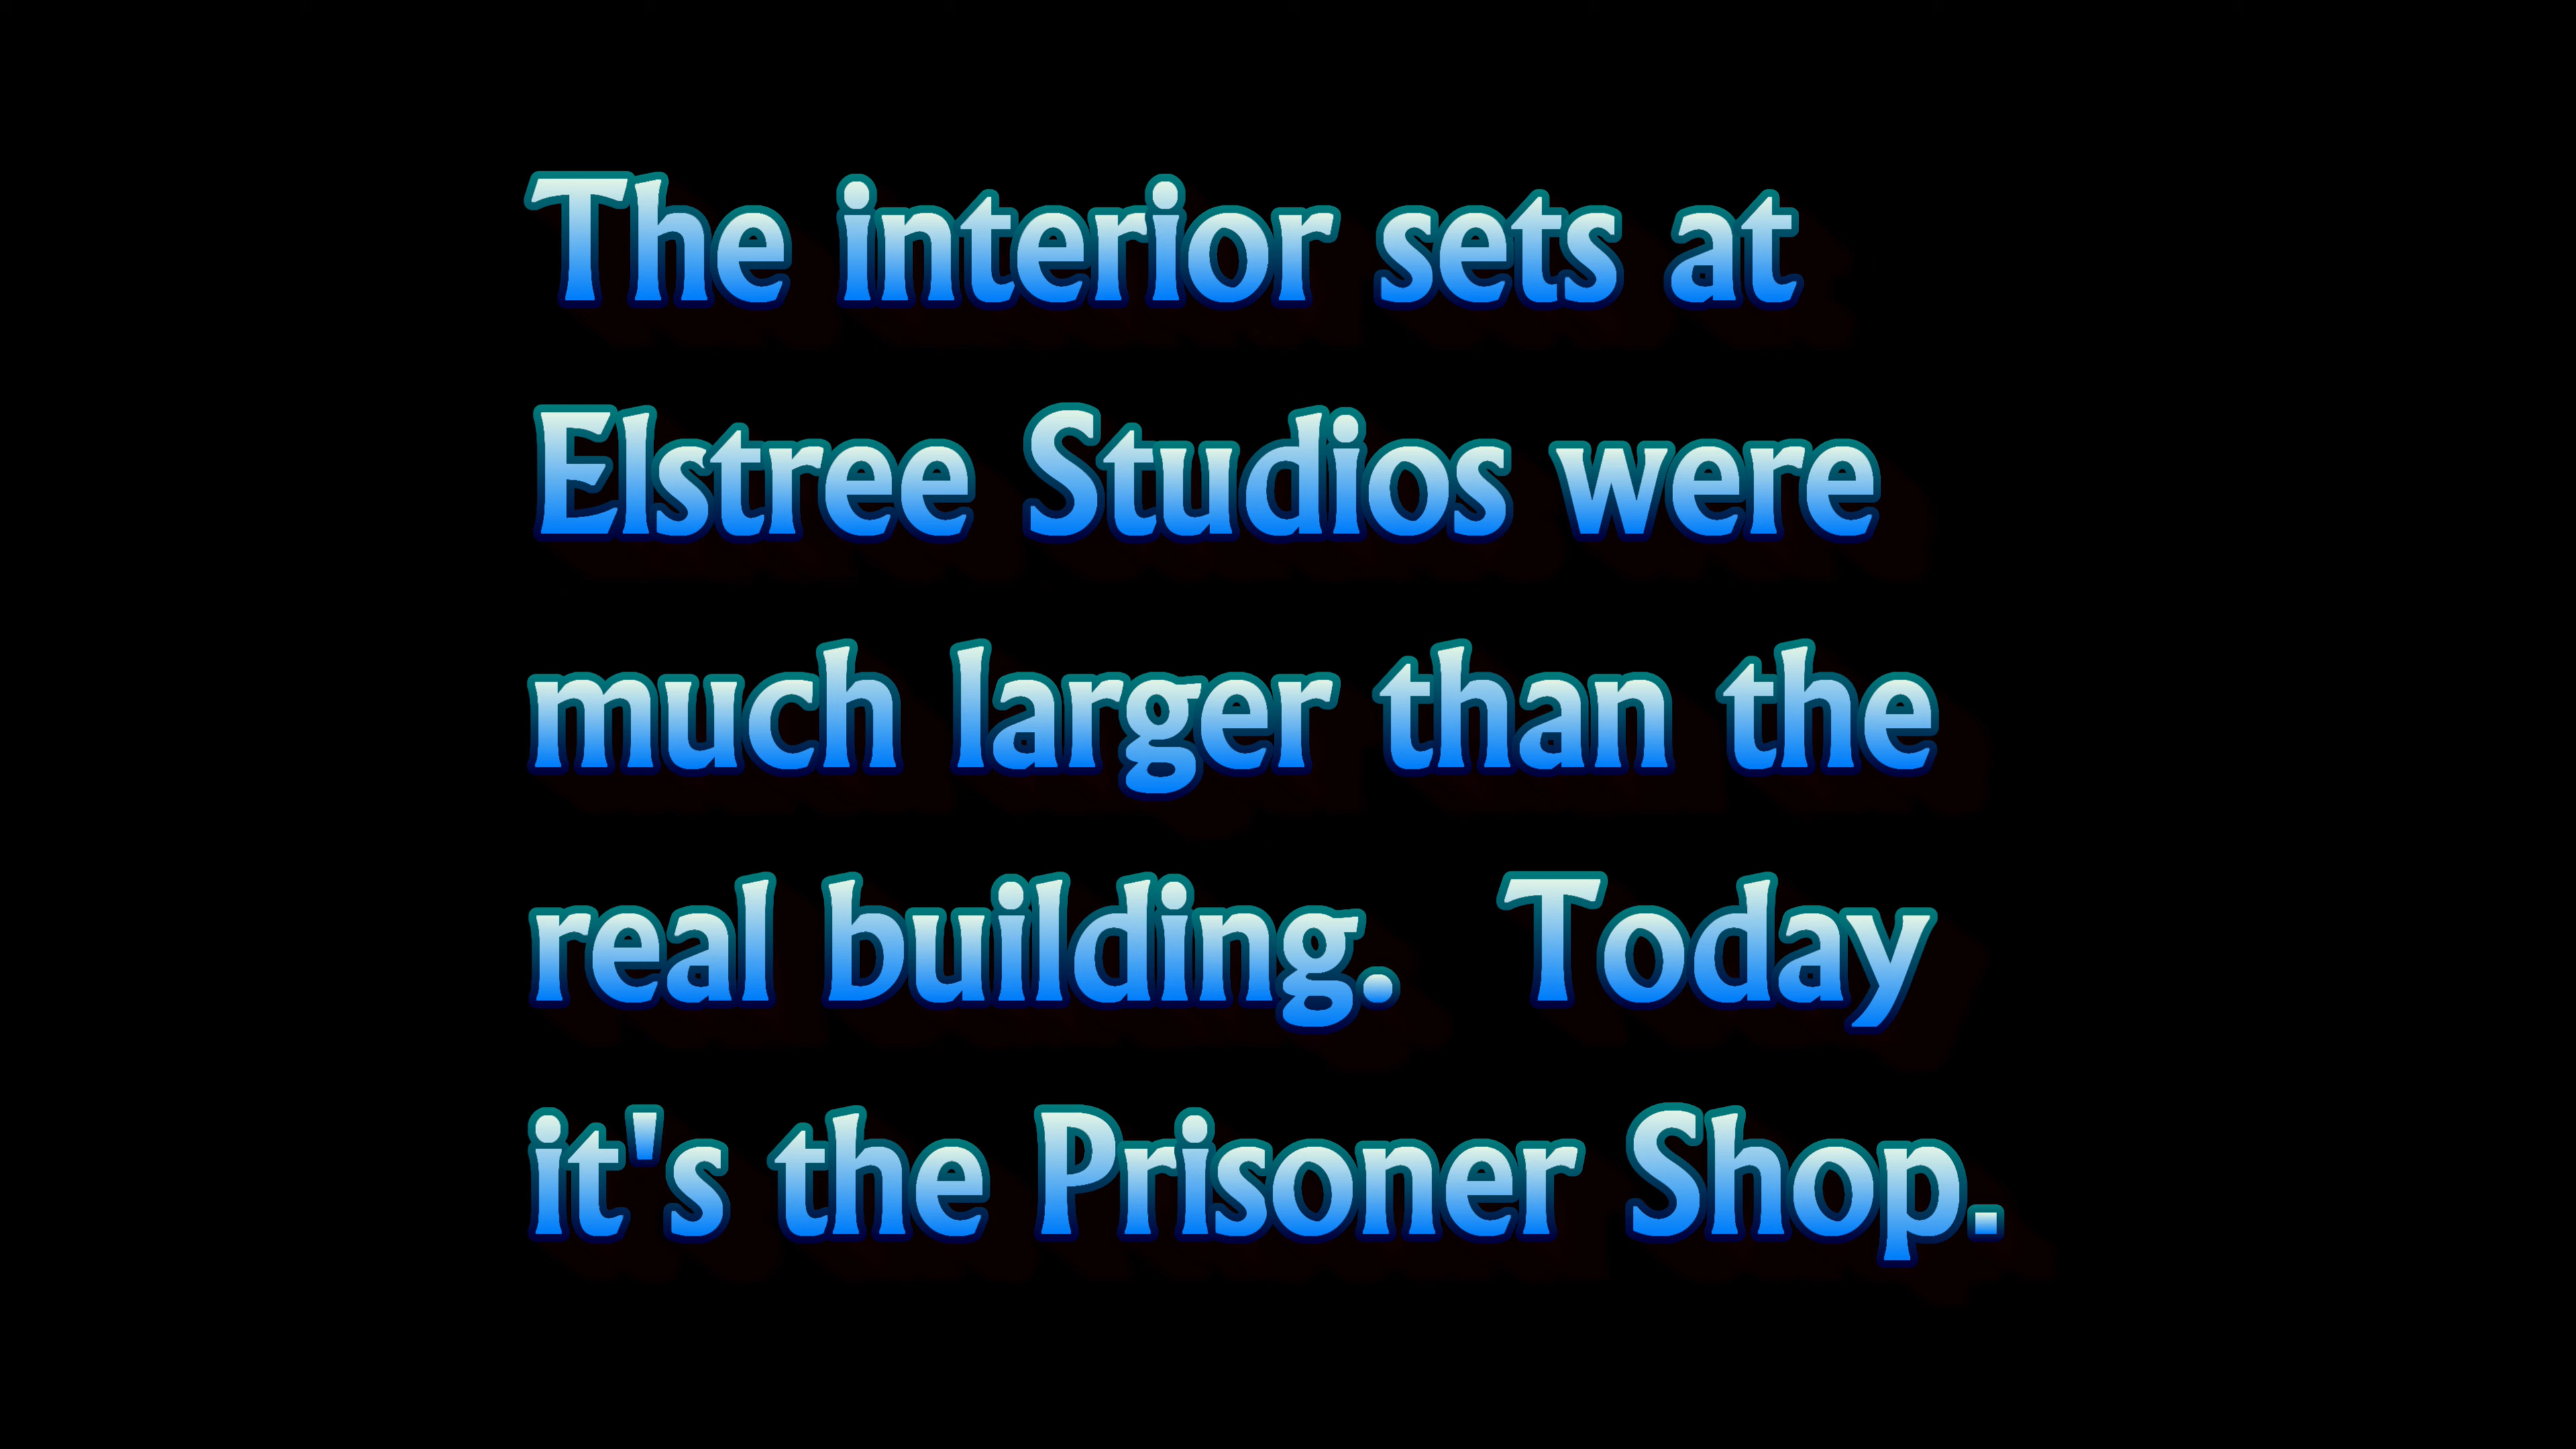 The interior sets at
Elstree Studios were
much larger than the
real building.  Today
it's the Prisoner Shop.